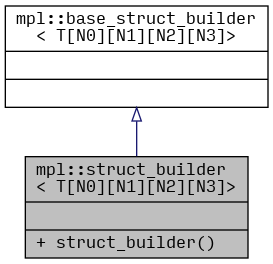 mpl::base_struct_builder
< T[N0][N1][N2][N3]>
mpl::struct_builder
< T[N0][N1][N2][N3]>
+ struct_builder()